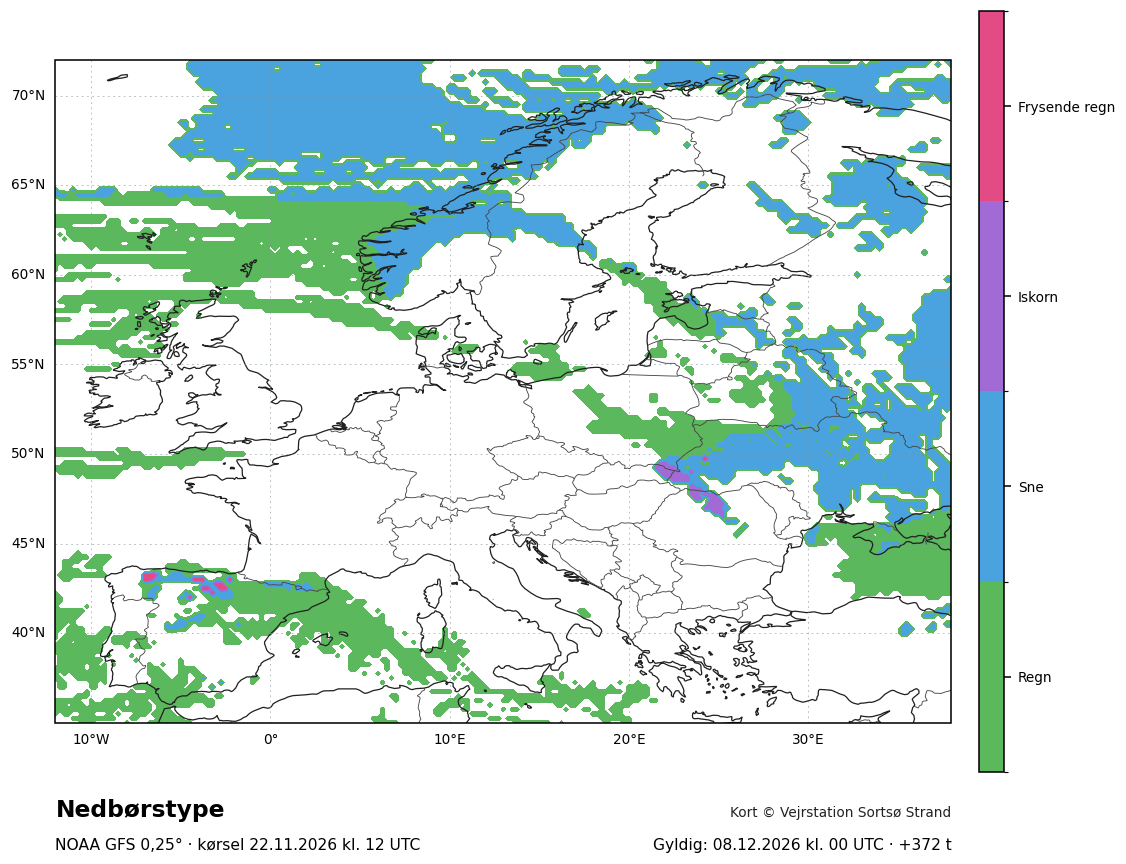 70°N
65°N
60°N
55°N
50°N
45°N
40°N
10°W
0°
10°E
20°E
30°E
Frysende regn
Iskorn
Sne
Regn
Nedbørstype
Kort © Vejrstation Sortsø Strand
NOAA GFS 0,25° · kørsel 22.11.2026 kl. 12 UTC
Gyldig: 08.12.2026 kl. 00 UTC · +372 t